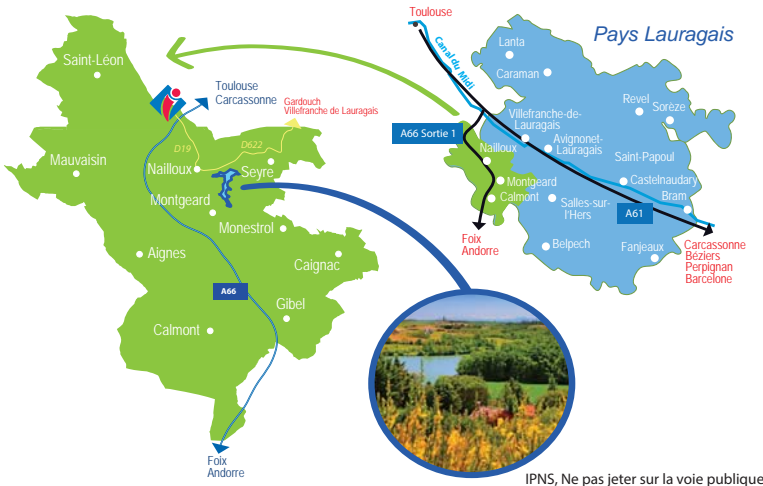 Saint-Léon
Toulouse
Carcassonne
Gardouch
Villefranche de Lauragais
D19
D622
Mauvaisin
Nailloux
Seyre
Montgeard
Monestrol
Aignes
Caignac
A66
Gibel
Calmont
Foix
Andorre
Toulouse
Pays Lauragais
Canal du Midi
Lanta
Caraman
Revel
Sorèze
A66 Sortie 1
Villefranche-de-
Lauragais
Avignonet-
Lauragais
Nailloux
Saint-Papoul
Montgeard
Castelnaudary
Calmont
Salles-sur-
l'Hers
Bram
A61
Foix
Andorre
Belpech
Fanjeaux
Carcassonne
Béziers
Perpignan
Barcelone
IPNS, Ne pas jeter sur la voie publique